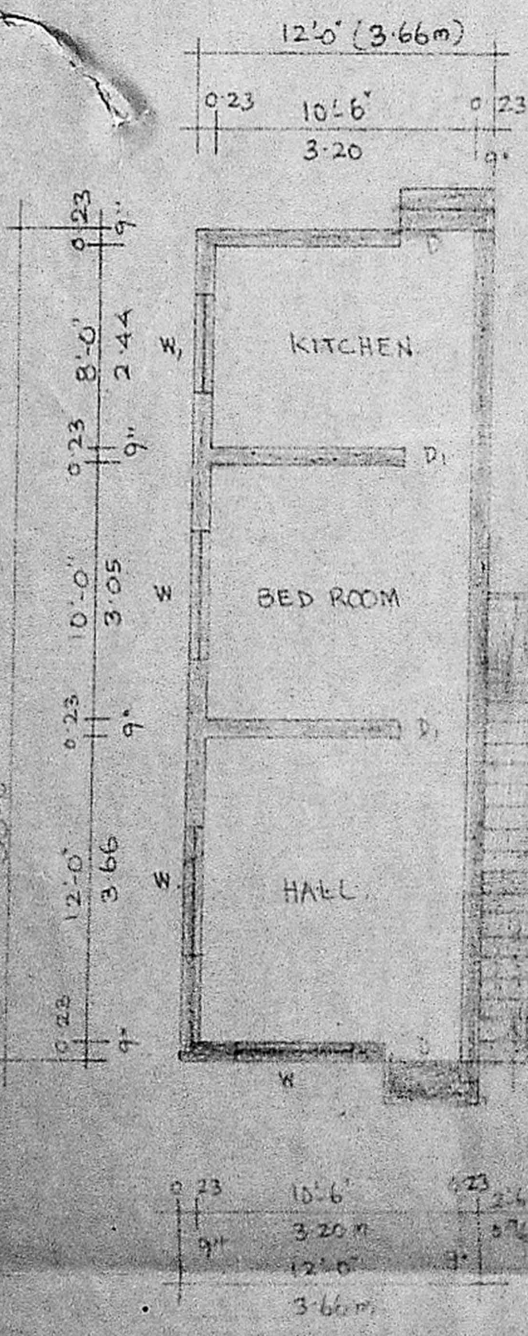 12'-0" (3.66m)
0.23 10'-6" 0.23
3.20 9"
0.23 9"
D
8'-0" 2.44
W1
KITCHEN
0.23 9"
D1
10'-0" 3.05
W
BED ROOM
0.23 9"
D1
12'-0" 3.66
W
HALL
0.23 9"
D
W
0.23 10'-6" 0.23
9" 3.20 m 9"
12'-0"
3.66m